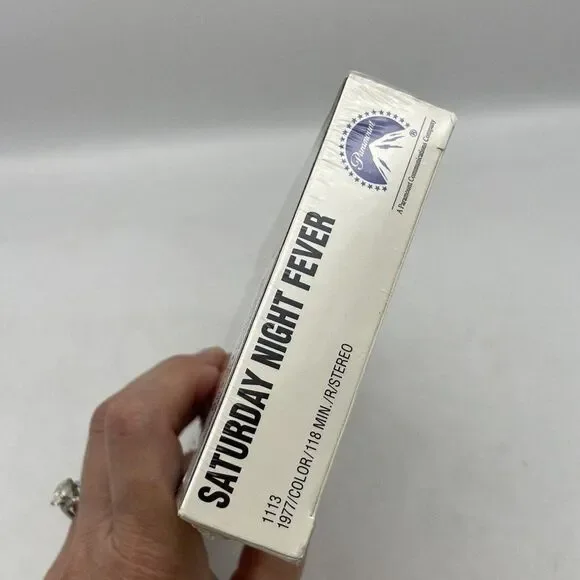 Paramount
®
A Paramount Communications Company
SATURDAY NIGHT FEVER
1113
1977/COLOR/118 MIN./R/STEREO